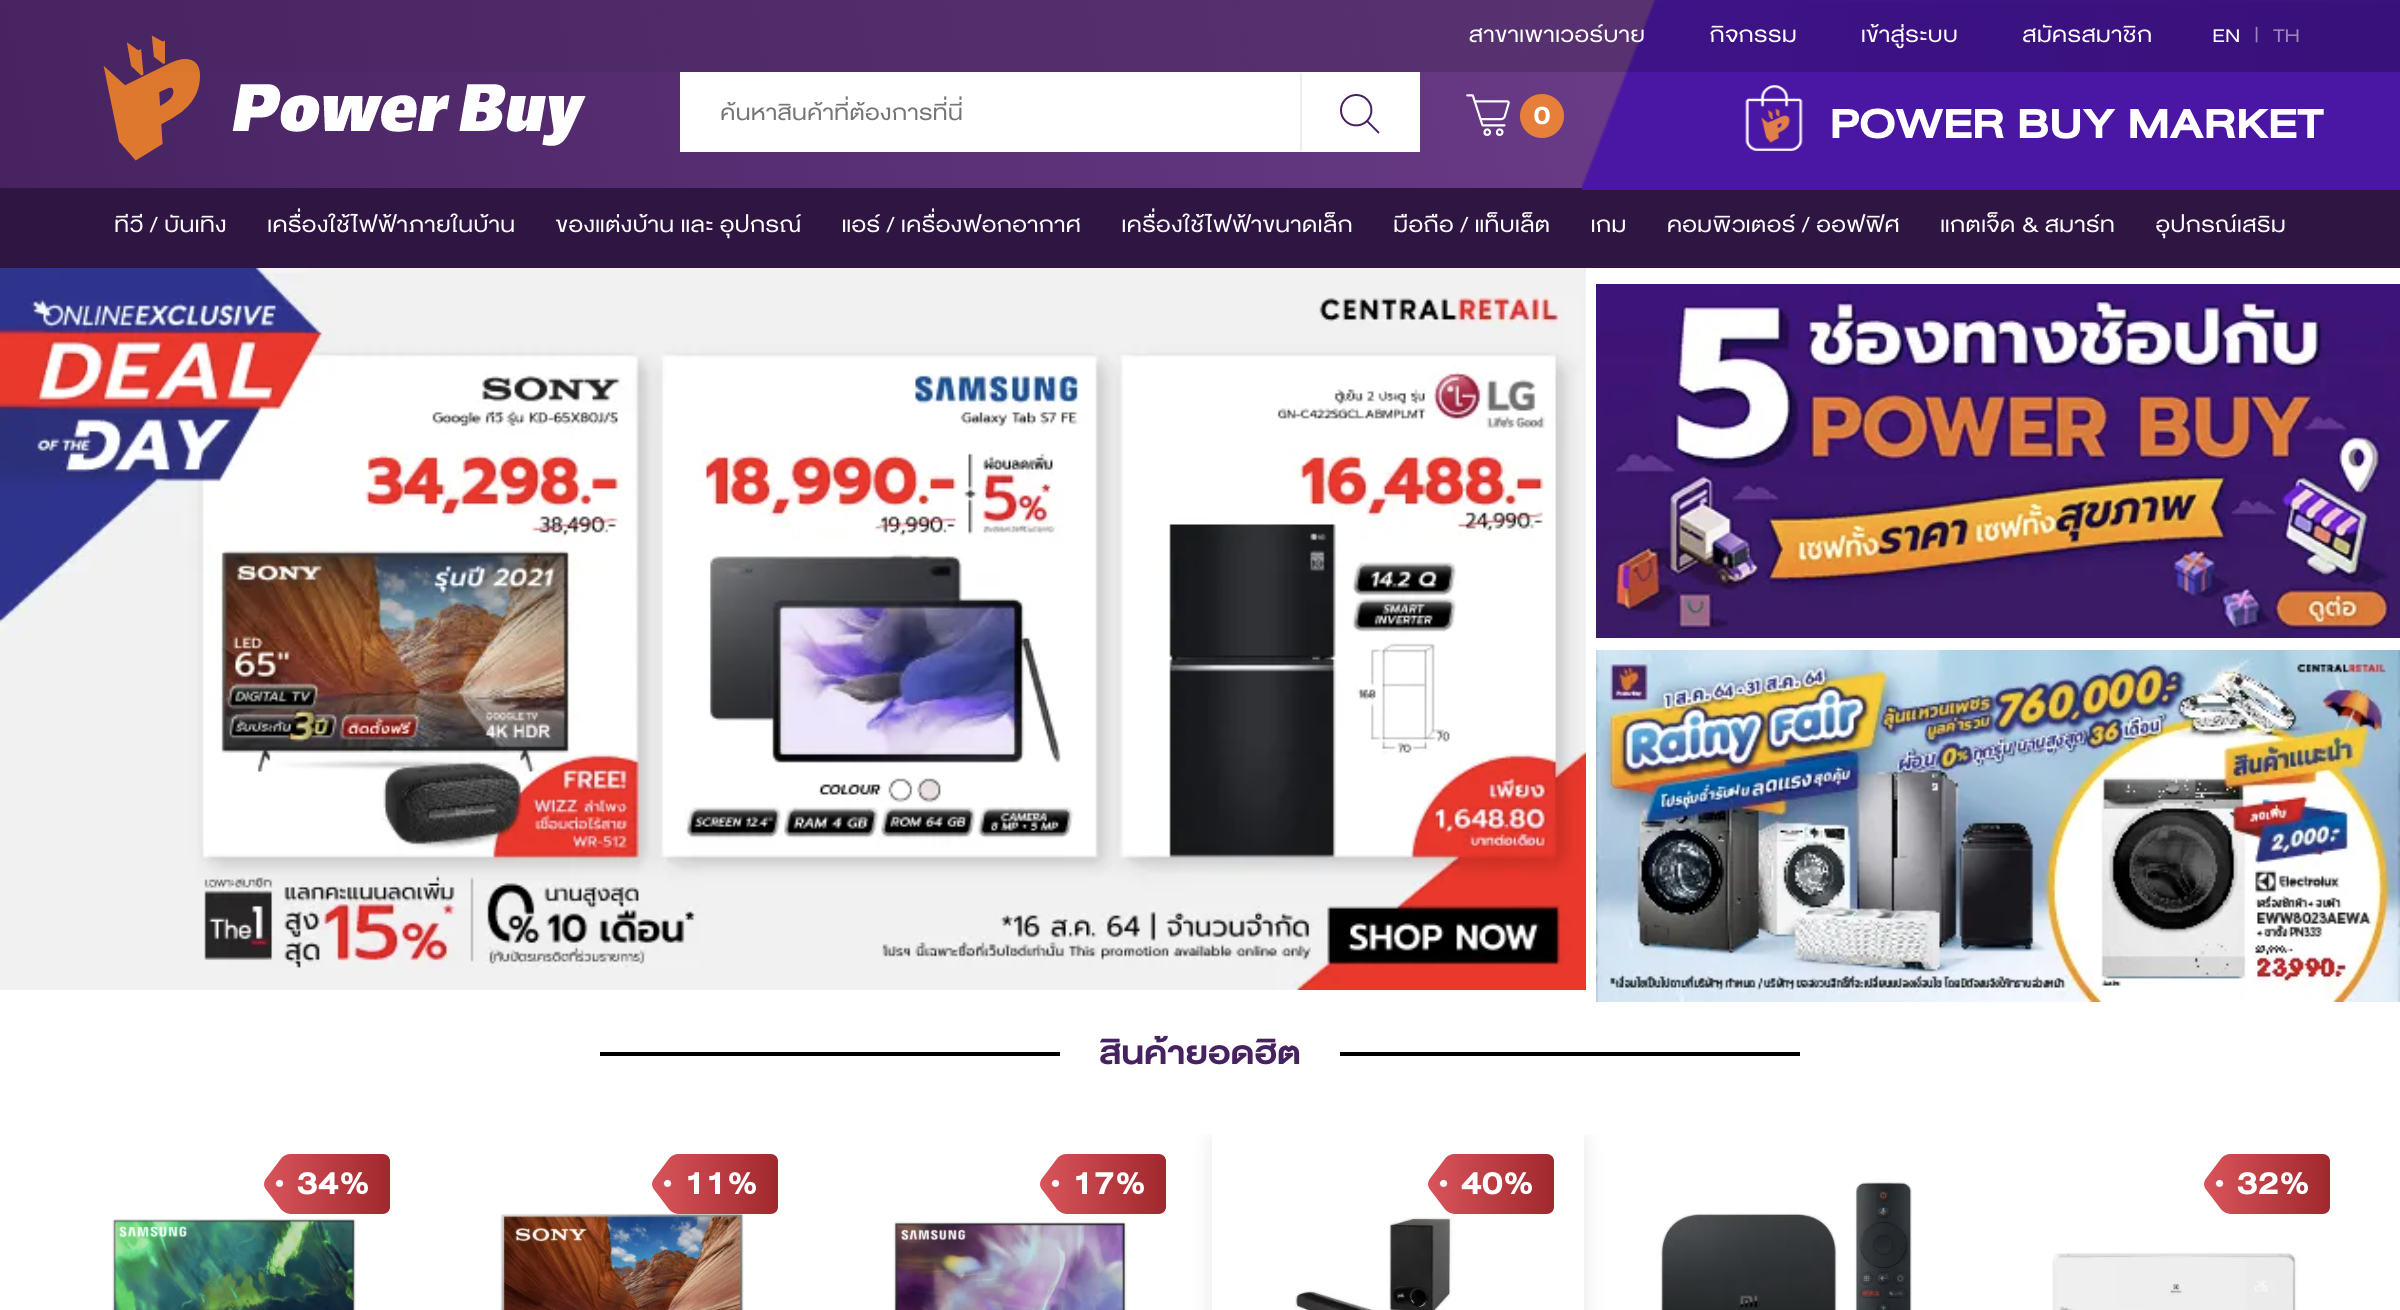 สาขาเพาเวอร์บาย กิจกรรม เข้าสู่ระบบ สมัครสมาชิก EN | TH
Power Buy
ค้นหาสินค้าที่ต้องการที่นี่
0
POWER BUY MARKET
ทีวี / บันเทิง เครื่องใช้ไฟฟ้าภายในบ้าน ของแต่งบ้าน และ อุปกรณ์ แอร์ / เครื่องฟอกอากาศ เครื่องใช้ไฟฟ้าขนาดเล็ก มือถือ / แท็บเล็ต เกม คอมพิวเตอร์ / ออฟฟิศ แกตเจ็ด & สมาร์ท อุปกรณ์เสริม
ONLINE EXCLUSIVE
DEAL
OF THE DAY
CENTRALRETAIL
SONY
Google ทีวี รุ่น KD-65X80J/S
34,298.-
38,490.-
SONY
รุ่นปี 2021
LED
65"
DIGITAL TV
รับประกัน 3 ปี
ติดตั้งฟรี
GOOGLE TV
4K HDR
FREE!
WIZZ ลำโพง
เชื่อมต่อไร้สาย
WR-512
SAMSUNG
Galaxy Tab S7 FE
18,990.-
19,990.-
ผ่อนลดเพิ่ม
5%*
COLOUR
SCREEN 12.4"
RAM 4 GB
ROM 64 GB
CAMERA
8 MP + 5 MP
LG
Life's Good
ตู้เย็น 2 ประตู รุ่น
GN-C422SGCL.ABMPLMT
16,488.-
24,990.-
14.2 Q
SMART
INVERTER
168
70
70
เพียง
1,648.80
บาทต่อเดือน
เฉพาะสมาชิก
The1
แลกคะแนนลดเพิ่ม
สูง
สุด
15%*
0%
นานสูงสุด
10 เดือน*
(กับบัตรเครดิตที่ร่วมรายการ)
*16 ส.ค. 64 | จำนวนจำกัด
โปรฯ นี้เฉพาะซื้อที่เว็บไซต์เท่านั้น This promotion available online only
SHOP NOW
5 ช่องทางช้อปกับ
POWER BUY
เซฟทั้งราคา เซฟทั้งสุขภาพ
ดูต่อ
CENTRALRETAIL
1 ส.ค. 64 - 31 ส.ค. 64
Rainy Fair
โปรชุ่มฉ่ำรับฝน ลดแรง สุดคุ้ม
ลุ้นแหวนเพชร
มูลค่ารวม 760,000.-
ผ่อน 0% ทุกรุ่น นานสูงสุด 36 เดือน
สินค้าแนะนำ
ลดเพิ่ม
2,000.-
Electrolux
เครื่องซักผ้า + อบผ้า
EWW8023AEWA
+ ขาตั้ง PN333
23,990.-
สินค้ายอดฮิต
34%
11%
17%
40%
32%
SAMSUNG
SONY
SAMSUNG